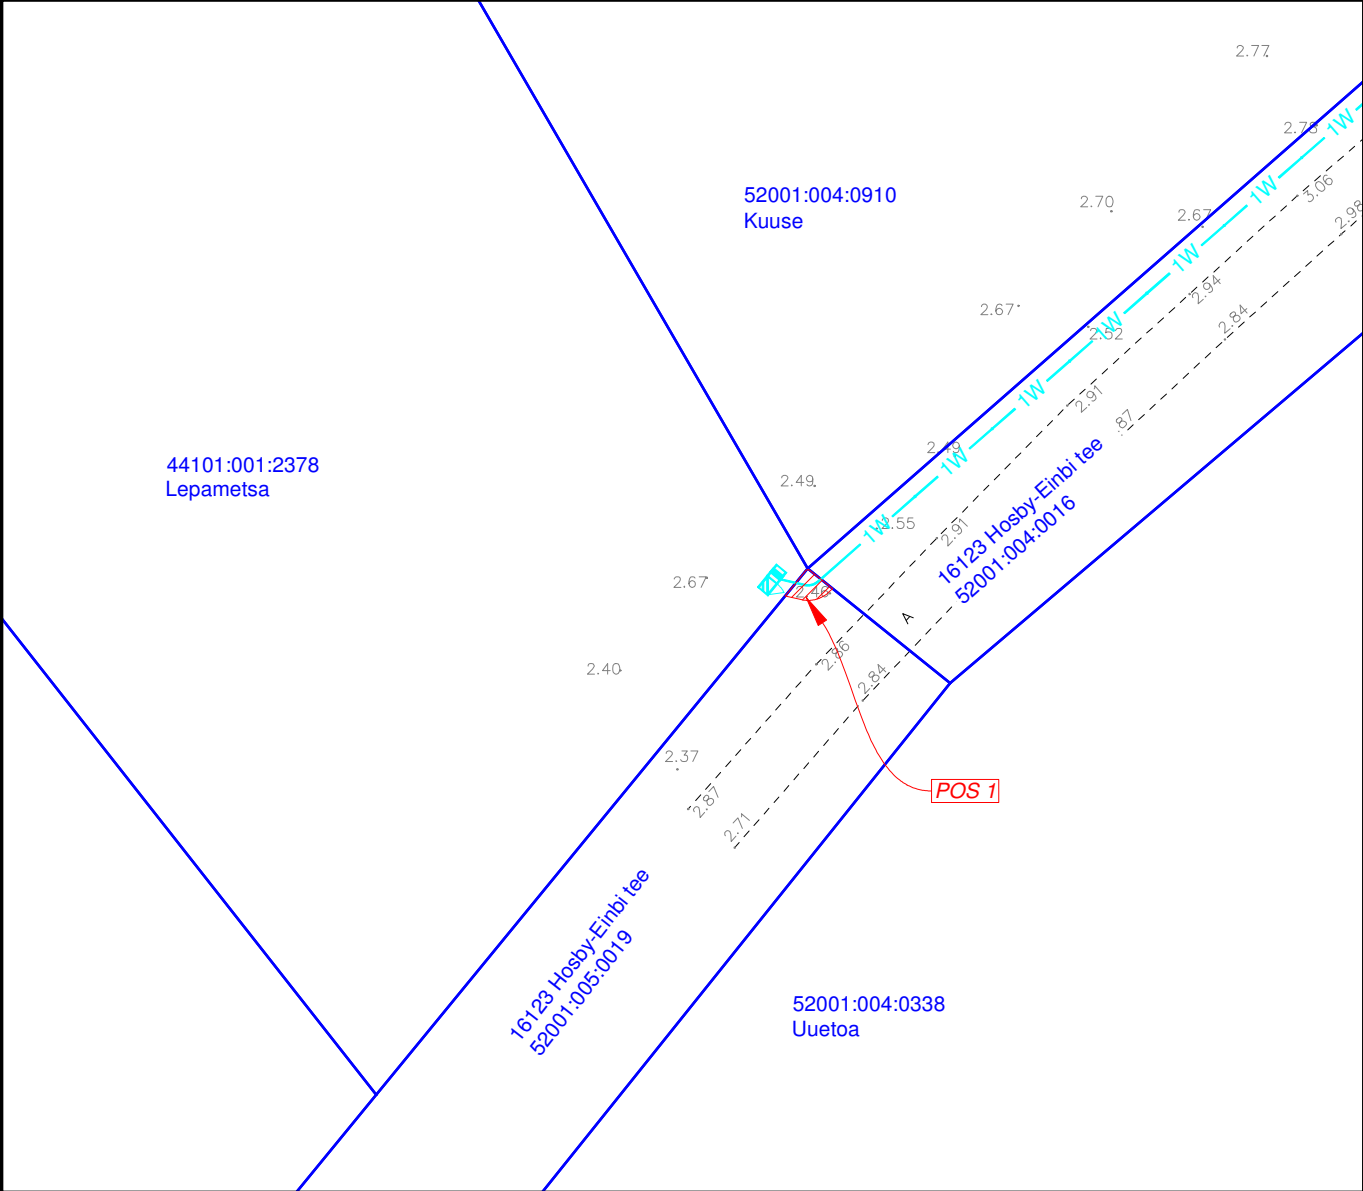 2.77
2.78
1W
3.06
1W
2.98
52001:004:0910
Kuuse
2.70
2.67
1W
2.94
2.67
2.84
1W
2.52
1W
2.91
.87
2.49
1W
44101:001:2378
Lepametsa
2.49
16123 Hosby-Einbi tee
52001:004:0016
2.55
1W
2.91
2.67
2.46
A
2.86
2.40
2.84
2.37
2.87
POS 1
2.71
16123 Hosby-Einbi tee
52001:005:0019
52001:004:0338
Uuetoa